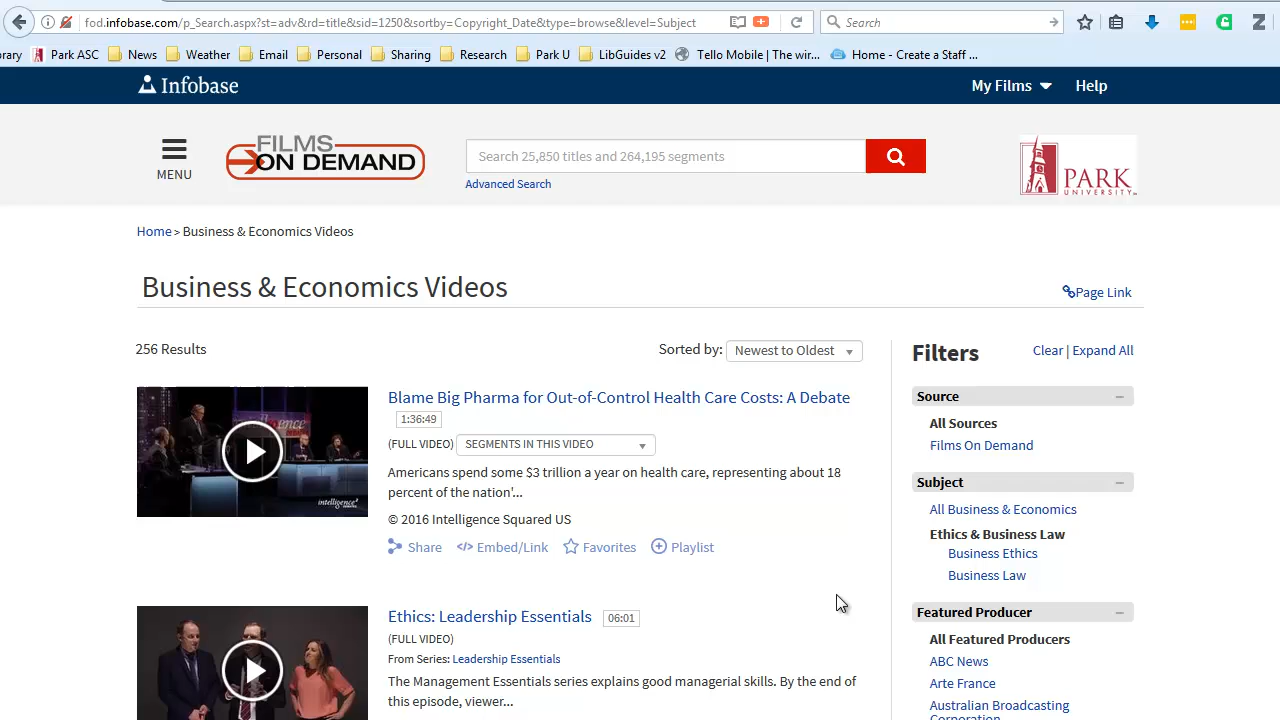 fod.infobase.com/p_Search.aspx?st=adv&rd=title&sid=1250&sortby=Copyright_Date&type=browse&level=Subject
Search
rary Park ASC News Weather Email Personal Sharing Research Park U LibGuides v2 Tello Mobile | The wir... Home - Create a Staff ...
Infobase
My Films Help
MENU
FILMS
ON DEMAND
Search 25,850 titles and 264,195 segments
Advanced Search
PARK
UNIVERSITY
Home > Business & Economics Videos
Business & Economics Videos
Page Link
256 Results
Sorted by: Newest to Oldest
Blame Big Pharma for Out-of-Control Health Care Costs: A Debate
1:36:49
(FULL VIDEO) SEGMENTS IN THIS VIDEO
Americans spend some $3 trillion a year on health care, representing about 18
percent of the nation'...
© 2016 Intelligence Squared US
Share </> Embed/Link Favorites Playlist
Ethics: Leadership Essentials 06:01
(FULL VIDEO)
From Series: Leadership Essentials
The Management Essentials series explains good managerial skills. By the end of
this episode, viewer...
Filters
Clear | Expand All
Source
All Sources
Films On Demand
Subject
All Business & Economics
Ethics & Business Law
Business Ethics
Business Law
Featured Producer
All Featured Producers
ABC News
Arte France
Australian Broadcasting
Corporation